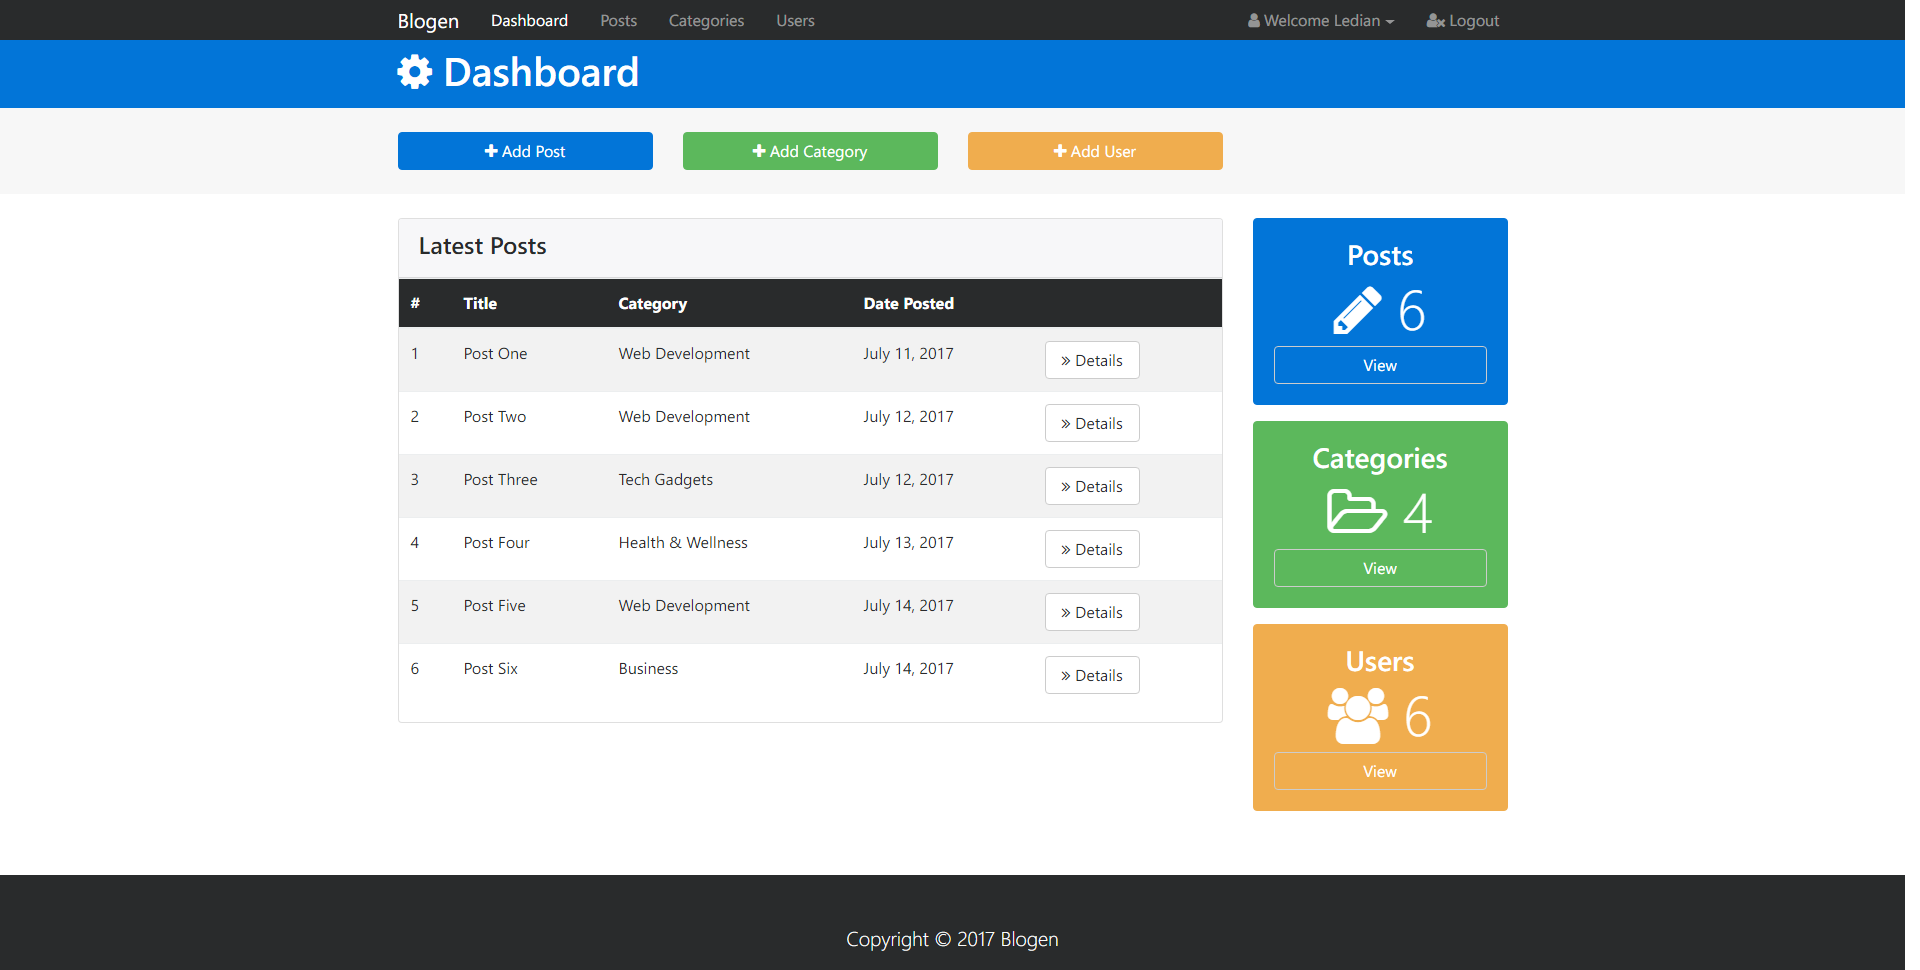 Blogen Dashboard Posts Categories Users Welcome Ledian Logout
Dashboard
Add Post Add Category Add User
Latest Posts
# Title Category Date Posted
1 Post One Web Development July 11, 2017 » Details
2 Post Two Web Development July 12, 2017 » Details
3 Post Three Tech Gadgets July 12, 2017 » Details
4 Post Four Health & Wellness July 13, 2017 » Details
5 Post Five Web Development July 14, 2017 » Details
6 Post Six Business July 14, 2017 » Details
Posts
6
View
Categories
4
View
Users
6
View
Copyright © 2017 Blogen